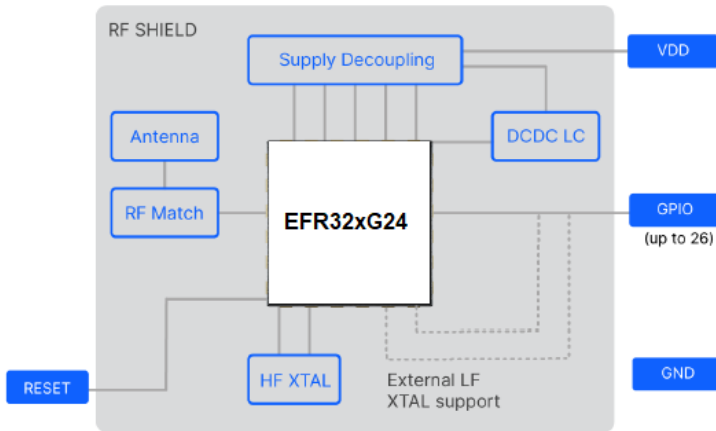 RF SHIELD
Supply Decoupling
VDD
Antenna
DCDC LC
RF Match
EFR32xG24
GPIO
(up to 26)
HF XTAL
External LF
XTAL support
RESET
GND